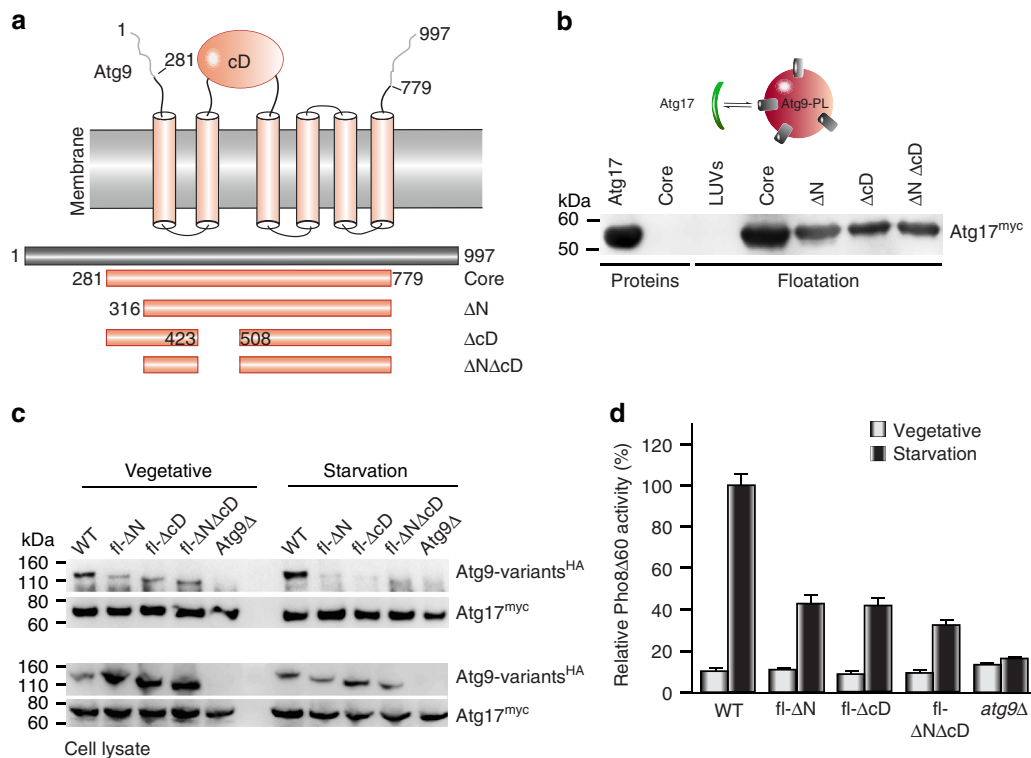 a
1
281
cD
997
Atg9
779
Membrane
1
997
281
779
Core
316
ΔN
423
508
ΔcD
ΔNΔcD
b
Atg17
Atg9-PL
Atg17
Core
LUVs
Core
ΔN
ΔcD
ΔN ΔcD
kDa
60
50
Atg17myc
Proteins
Floatation
c
Vegetative
Starvation
kDa
WT
fl-ΔN
fl-ΔcD
fl-ΔNΔcD
Atg9Δ
WT
fl-ΔN
fl-ΔcD
fl-ΔNΔcD
Atg9Δ
160
110
Atg9-variantsHA
80
60
Atg17myc
160
110
Atg9-variantsHA
80
60
Atg17myc
Cell lysate
d
Vegetative
Starvation
Relative Pho8Δ60 activity (%)
120
100
80
60
40
20
0
WT
fl-ΔN
fl-ΔcD
fl-
ΔNΔcD
atg9Δ